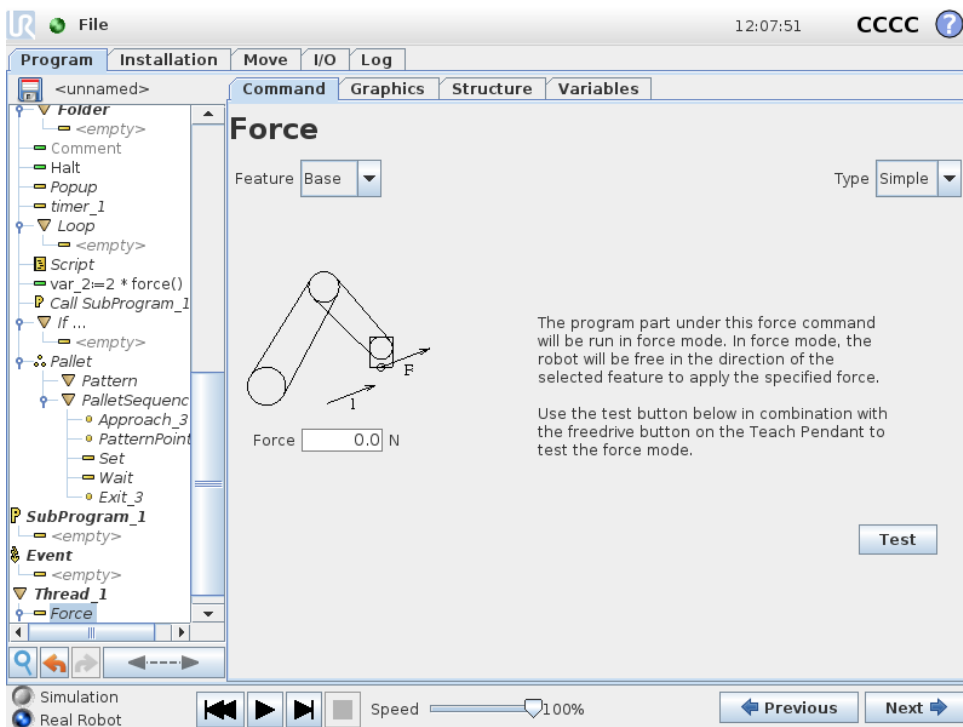 UR File 12:07:51 CCCC ?
Program Installation Move I/O Log
<unnamed>
Command Graphics Structure Variables
Folder
<empty>
Comment
Halt
Popup
timer_1
Loop
<empty>
Script
var_2:=2 * force()
P Call SubProgram_1
If ...
<empty>
Pallet
Pattern
PalletSequenc
Approach_3
PatternPoint
Set
Wait
Exit_3
P SubProgram_1
<empty>
Event
<empty>
Thread_1
Force
Force
Feature Base
Type Simple
F
1
Force 0.0 N
The program part under this force command
will be run in force mode. In force mode, the
robot will be free in the direction of the
selected feature to apply the specified force.
Use the test button below in combination with
the freedrive button on the Teach Pendant to
test the force mode.
Test
Simulation
Real Robot
Speed 100%
Previous Next